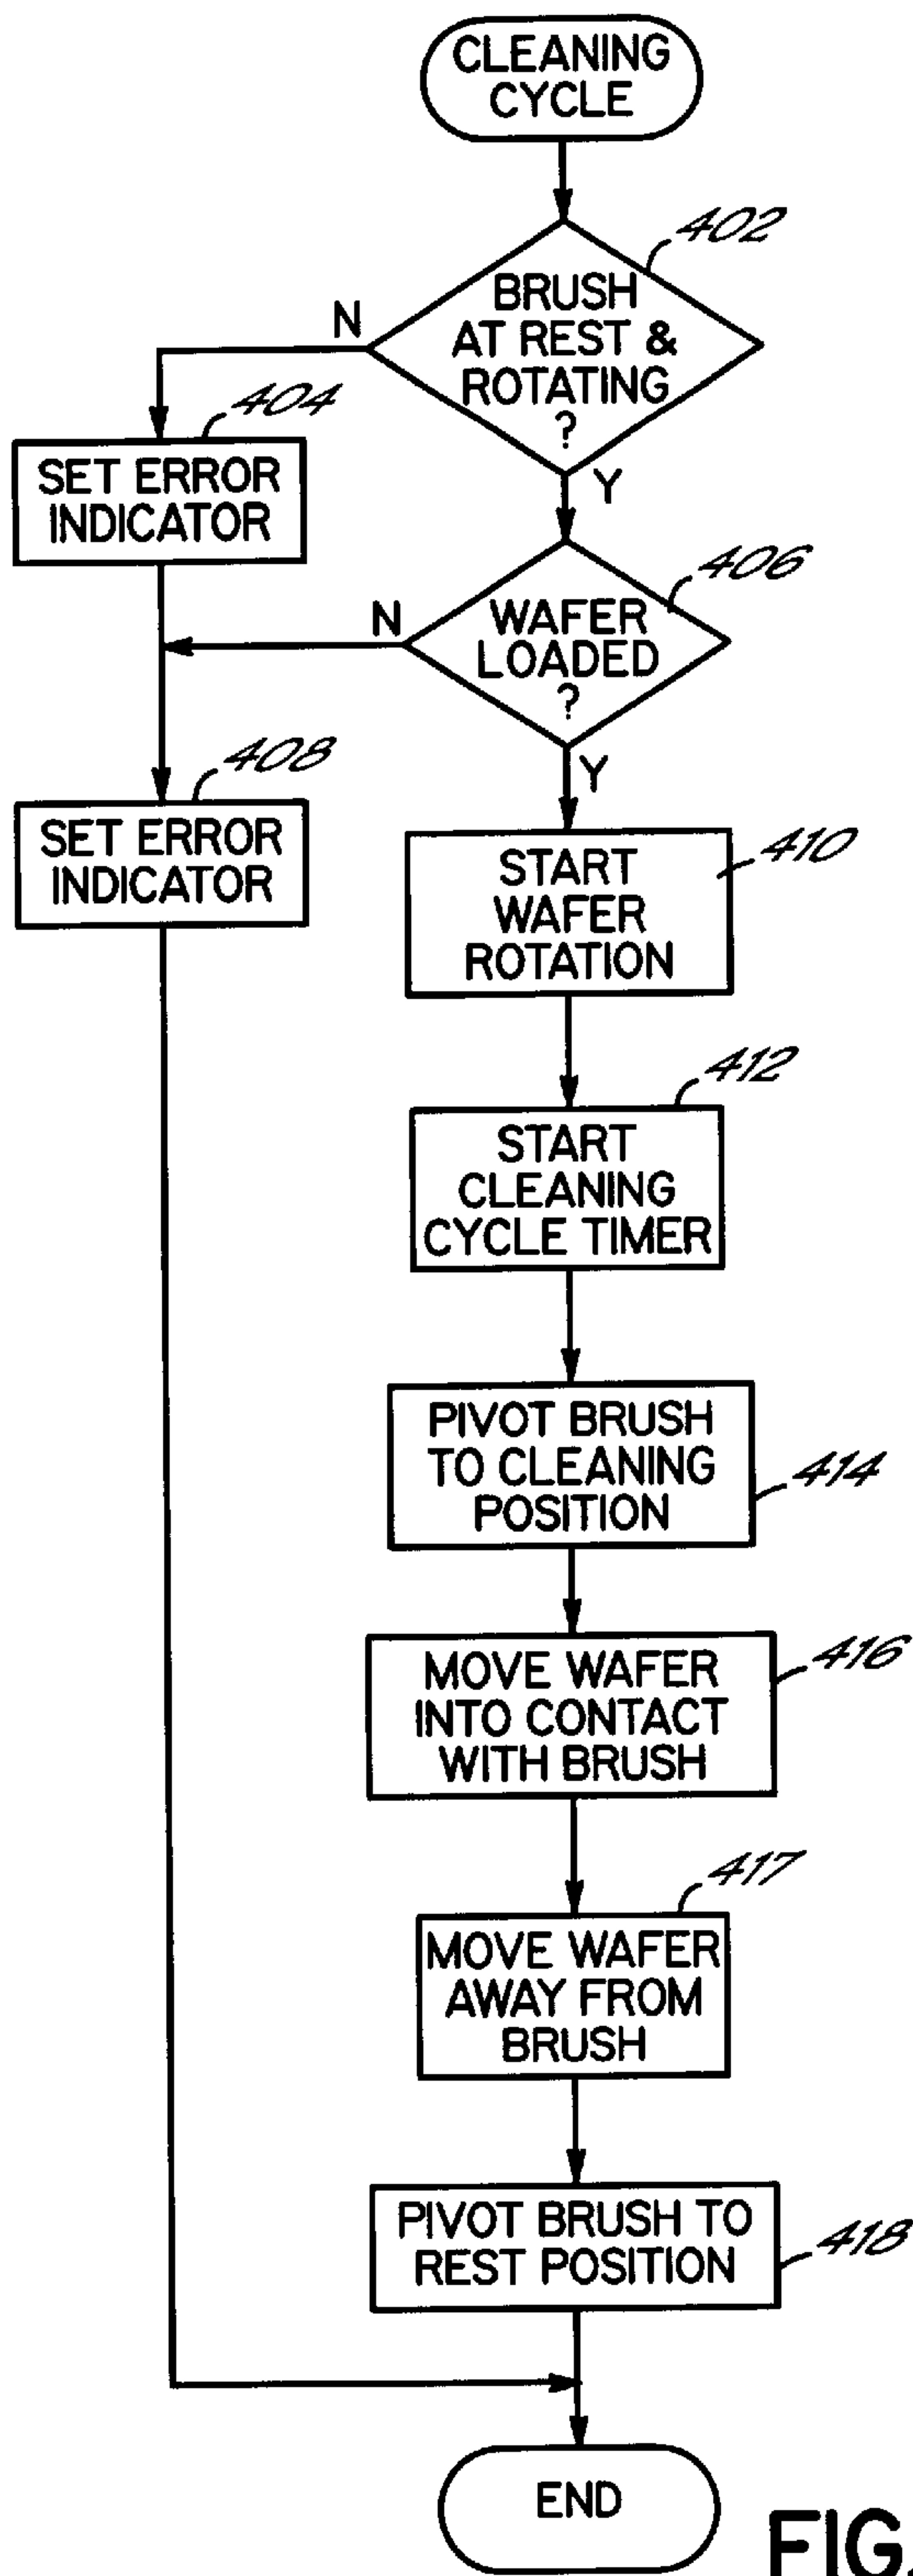 CLEANING
CYCLE
402
BRUSH
AT REST &
ROTATING
?
N
Y
404
SET ERROR
INDICATOR
406
WAFER
LOADED
?
N
Y
408
SET ERROR
INDICATOR
410
START
WAFER
ROTATION
412
START
CLEANING
CYCLE TIMER
PIVOT BRUSH
TO CLEANING
POSITION
414
MOVE WAFER
INTO CONTACT
WITH BRUSH
416
417
MOVE WAFER
AWAY FROM
BRUSH
PIVOT BRUSH TO
REST POSITION
418
END
FIG.